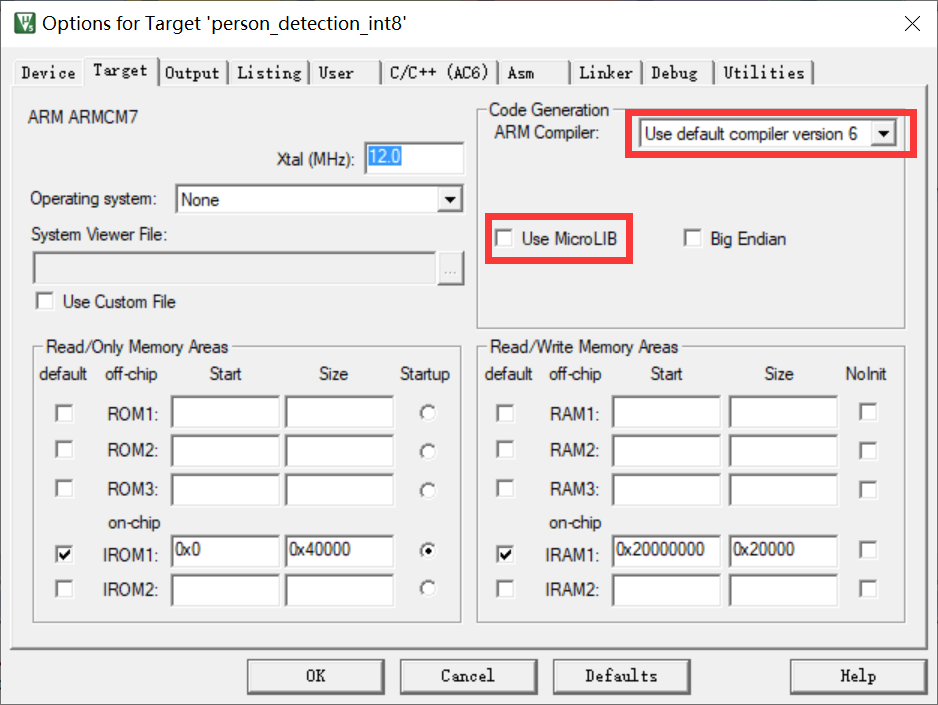 Options for Target 'person_detection_int8'
Device Target Output Listing User C/C++ (AC6) Asm Linker Debug Utilities
ARM ARMCM7
Xtal (MHz): 12.0
Operating system: None
System Viewer File:
...
Use Custom File
Code Generation
ARM Compiler: Use default compiler version 6
Use MicroLIB Big Endian
Read/Only Memory Areas
default off-chip Start Size Startup
ROM1:
ROM2:
ROM3:
on-chip
IROM1: 0x0 0x40000
IROM2:
Read/Write Memory Areas
default off-chip Start Size NoInit
RAM1:
RAM2:
RAM3:
on-chip
IRAM1: 0x20000000 0x20000
IRAM2:
OK Cancel Defaults Help